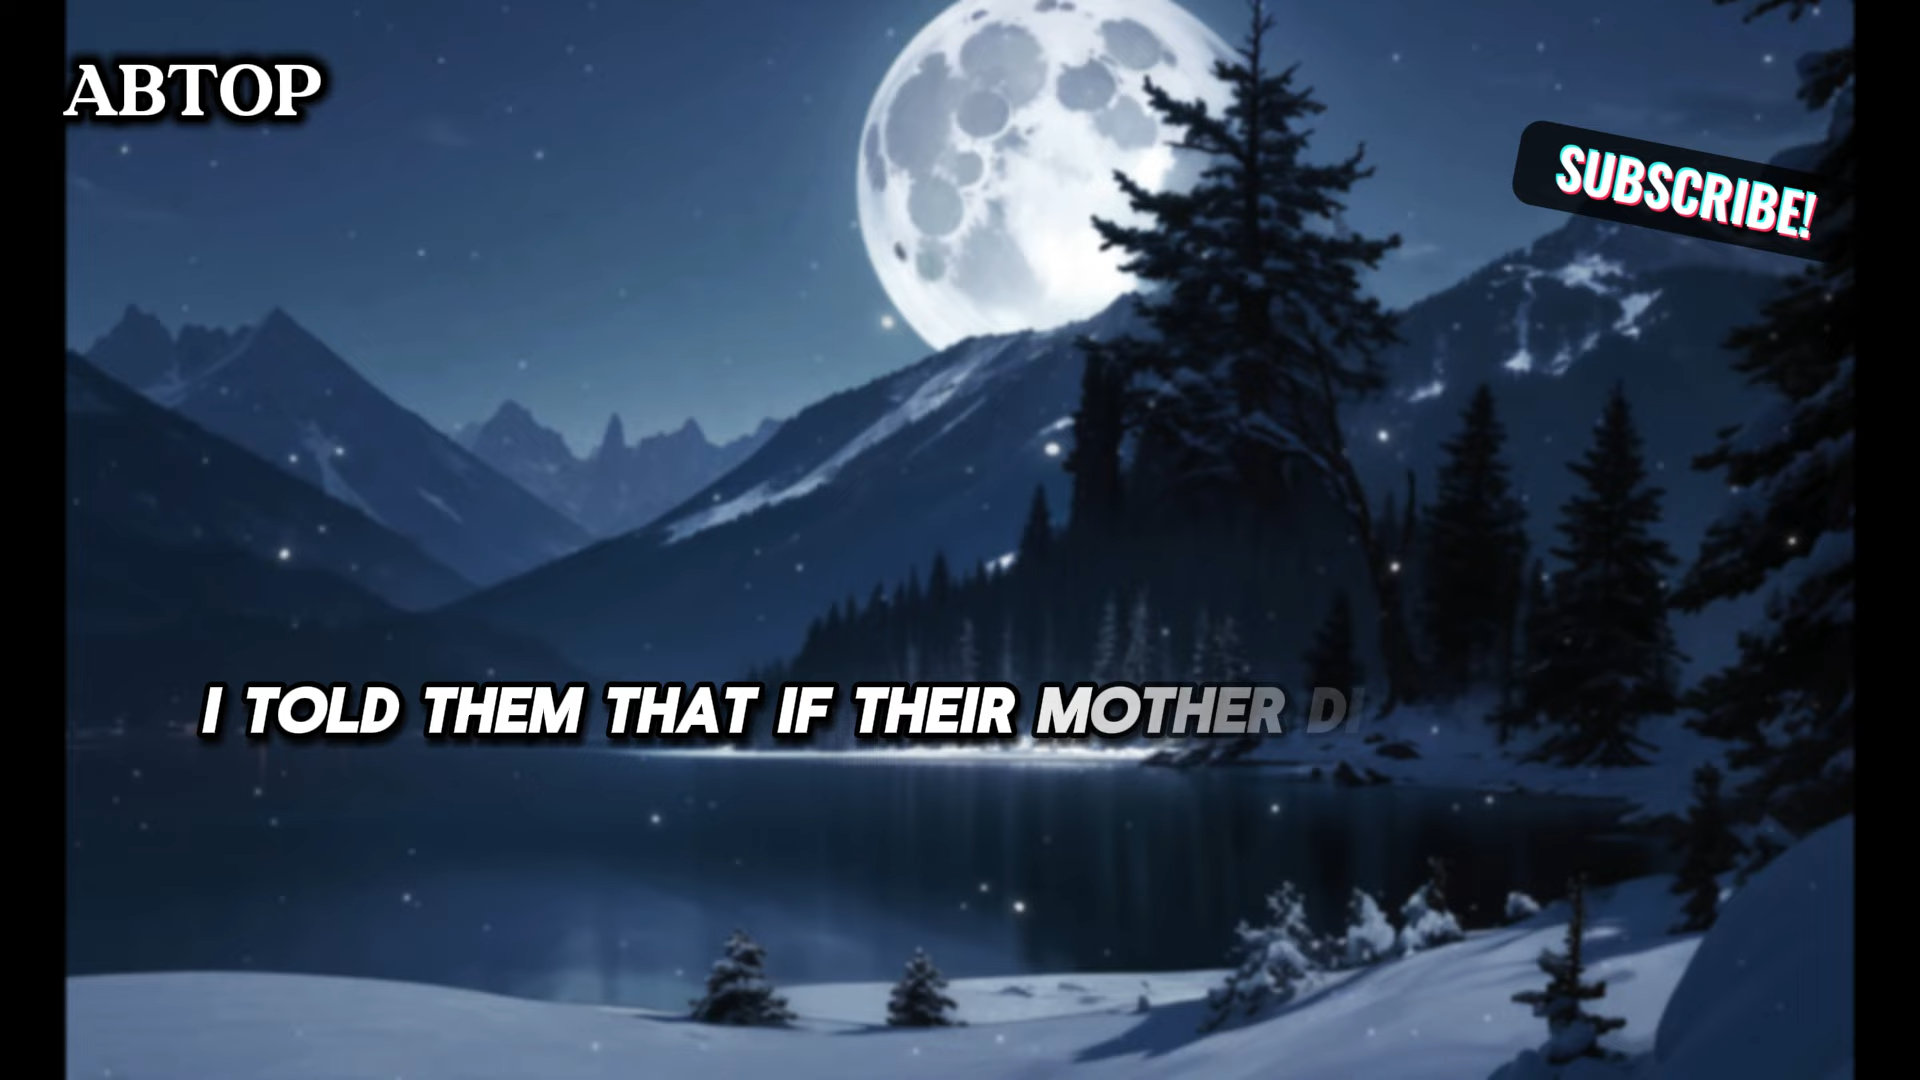 АВТОР
SUBSCRIBE!
I TOLD THEM THAT IF THEIR MOTHER